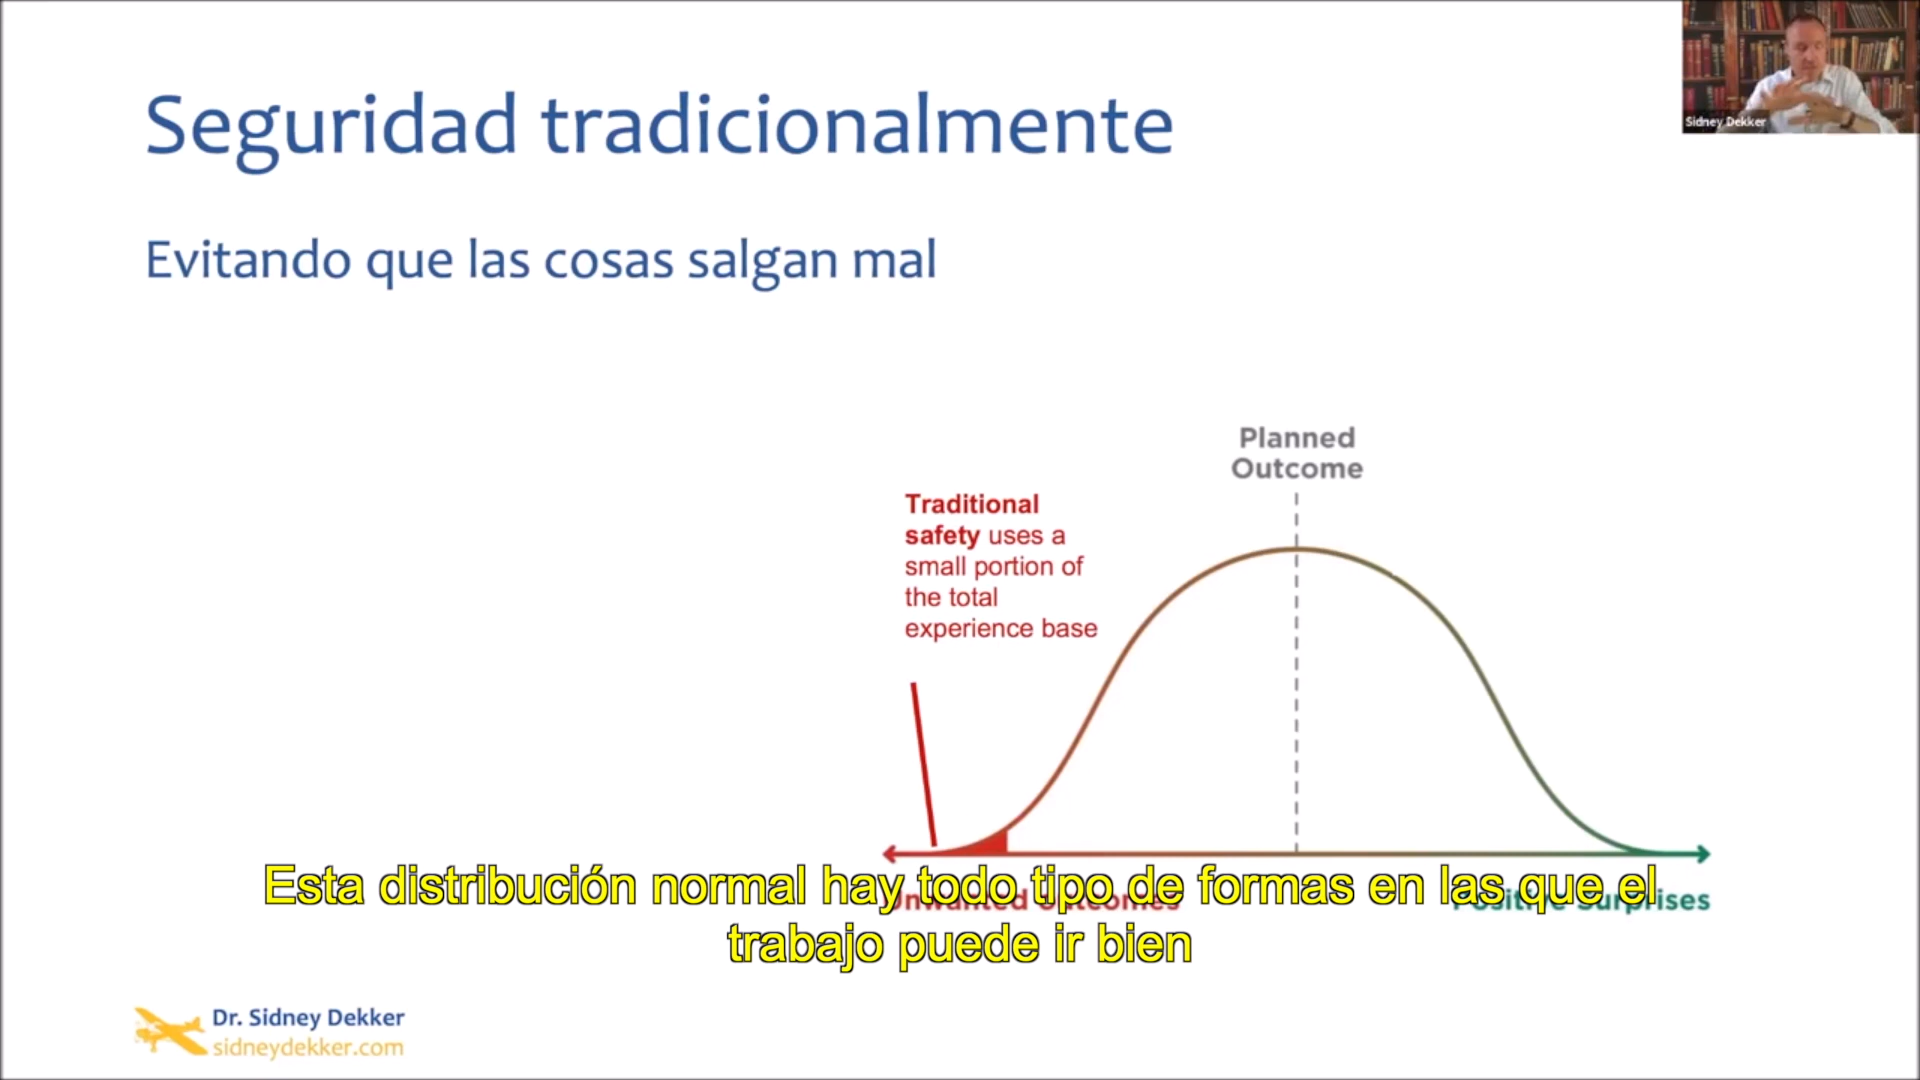 Seguridad tradicionalmente
Sidney Dekker
Evitando que las cosas salgan mal
Planned
Outcome
Traditional
safety uses a
small portion of
the total
experience base
Unwanted Outcomes
Positive Surprises
Esta distribución normal hay todo tipo de formas en las que el
trabajo puede ir bien
Dr. Sidney Dekker
sidneydekker.com